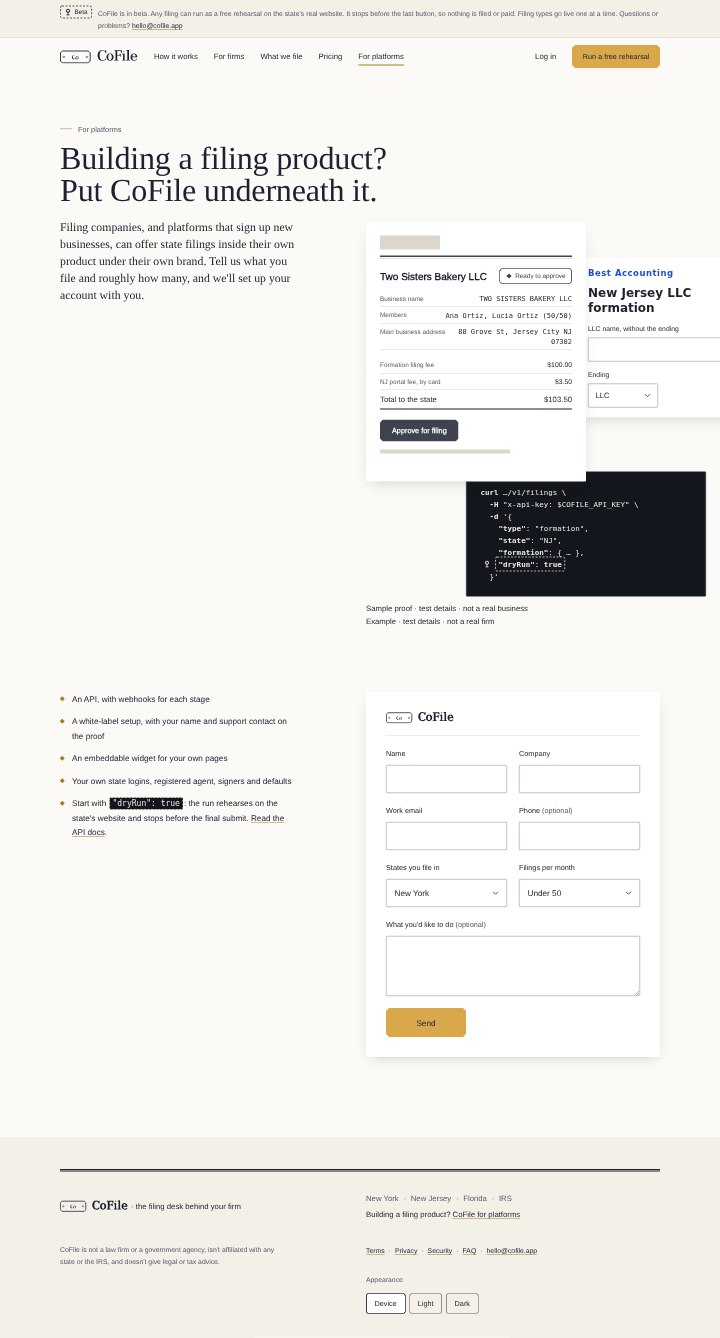 Beta
CoFile is in beta. Any filing can run as a free rehearsal on the state's real website. It stops before the last button, so nothing is filed or paid. Filing types go live one at a time. Questions or
problems? hello@cofile.app
Co CoFile How it works For firms What we file Pricing For platforms Log in Run a free rehearsal
For platforms
Building a filing product?
Put CoFile underneath it.
Filing companies, and platforms that sign up new
businesses, can offer state filings inside their own
product under their own brand. Tell us what you
file and roughly how many, and we'll set up your
account with you.
Two Sisters Bakery LLC Ready to approve
Business name TWO SISTERS BAKERY LLC
Members Ana Ortiz, Lucia Ortiz (50/50)
Main business address 88 Grove St, Jersey City NJ
07302
Formation filing fee $100.00
NJ portal fee, by card $3.50
Total to the state $103.50
Approve for filing
Best Accounting
New Jersey LLC
formation
LLC name, without the ending
Ending
LLC
curl …/v1/filings \
-H "x-api-key: $COFILE_API_KEY" \
-d '{
"type": "formation",
"state": "NJ",
"formation": { … },
"dryRun": true
}'
Sample proof · test details · not a real business
Example · test details · not a real firm
An API, with webhooks for each stage
A white-label setup, with your name and support contact on
the proof
An embeddable widget for your own pages
Your own state logins, registered agent, signers and defaults
Start with "dryRun": true: the run rehearses on the
state's website and stops before the final submit. Read the
API docs.
Co CoFile
Name Company
Work email Phone (optional)
States you file in Filings per month
New York Under 50
What you'd like to do (optional)
Send
Co CoFile · the filing desk behind your firm
CoFile is not a law firm or a government agency, isn't affiliated with any
state or the IRS, and doesn't give legal or tax advice.
New York · New Jersey · Florida · IRS
Building a filing product? CoFile for platforms
Terms · Privacy · Security · FAQ · hello@cofile.app
Appearance
Device Light Dark